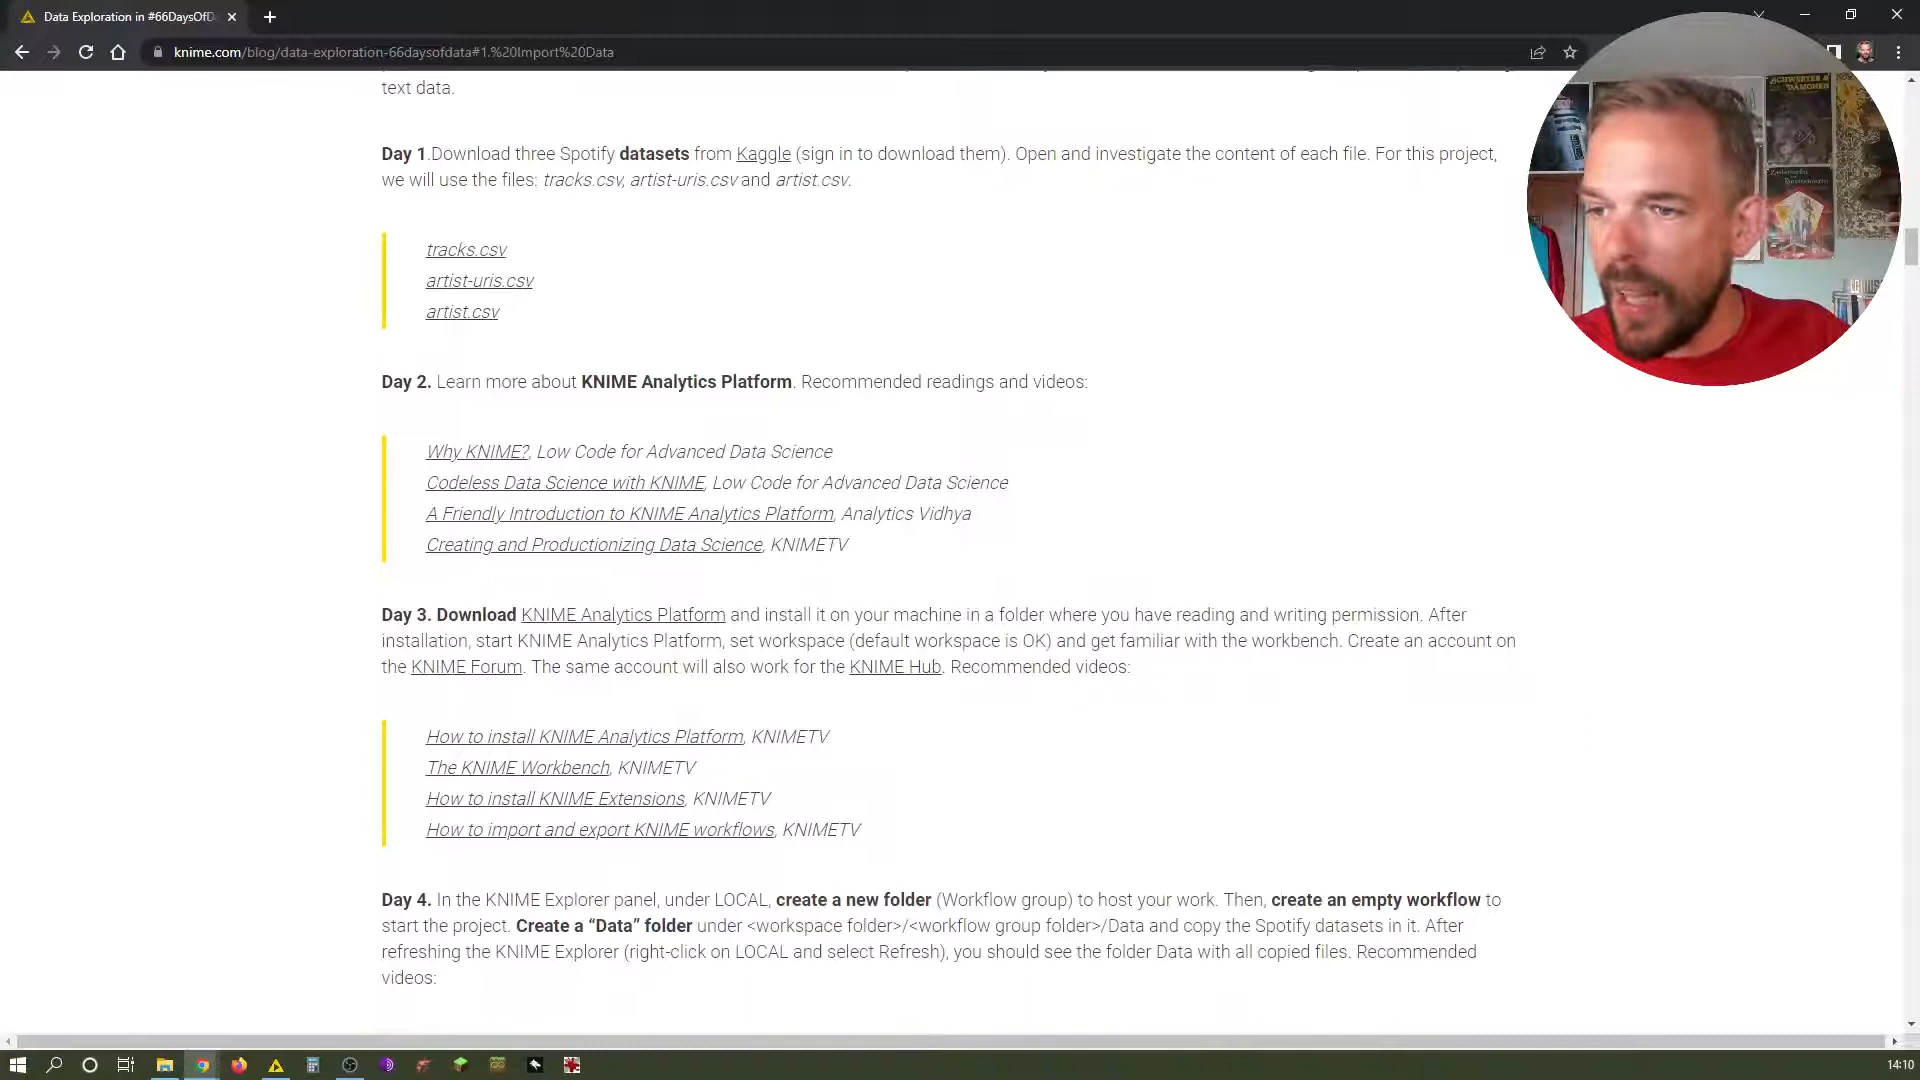 Data Exploration in #66DaysOfD
knime.com/blog/data-exploration-66daysofdata#1.%20Import%20Data
text data.
Day 1.Download three Spotify datasets from Kaggle (sign in to download them). Open and investigate the content of each file. For this project,
we will use the files: tracks.csv, artist-uris.csv and artist.csv.
tracks.csv
artist-uris.csv
artist.csv
Day 2. Learn more about KNIME Analytics Platform. Recommended readings and videos:
Why KNIME?, Low Code for Advanced Data Science
Codeless Data Science with KNIME, Low Code for Advanced Data Science
A Friendly Introduction to KNIME Analytics Platform, Analytics Vidhya
Creating and Productionizing Data Science, KNIMETV
Day 3. Download KNIME Analytics Platform and install it on your machine in a folder where you have reading and writing permission. After
installation, start KNIME Analytics Platform, set workspace (default workspace is OK) and get familiar with the workbench. Create an account on
the KNIME Forum. The same account will also work for the KNIME Hub. Recommended videos:
How to install KNIME Analytics Platform, KNIMETV
The KNIME Workbench, KNIMETV
How to install KNIME Extensions, KNIMETV
How to import and export KNIME workflows, KNIMETV
Day 4. In the KNIME Explorer panel, under LOCAL, create a new folder (Workflow group) to host your work. Then, create an empty workflow to
start the project. Create a “Data” folder under <workspace folder>/<workflow group folder>/Data and copy the Spotify datasets in it. After
refreshing the KNIME Explorer (right-click on LOCAL and select Refresh), you should see the folder Data with all copied files. Recommended
videos:
SCHWERTER &
DÄMONEN
14:10